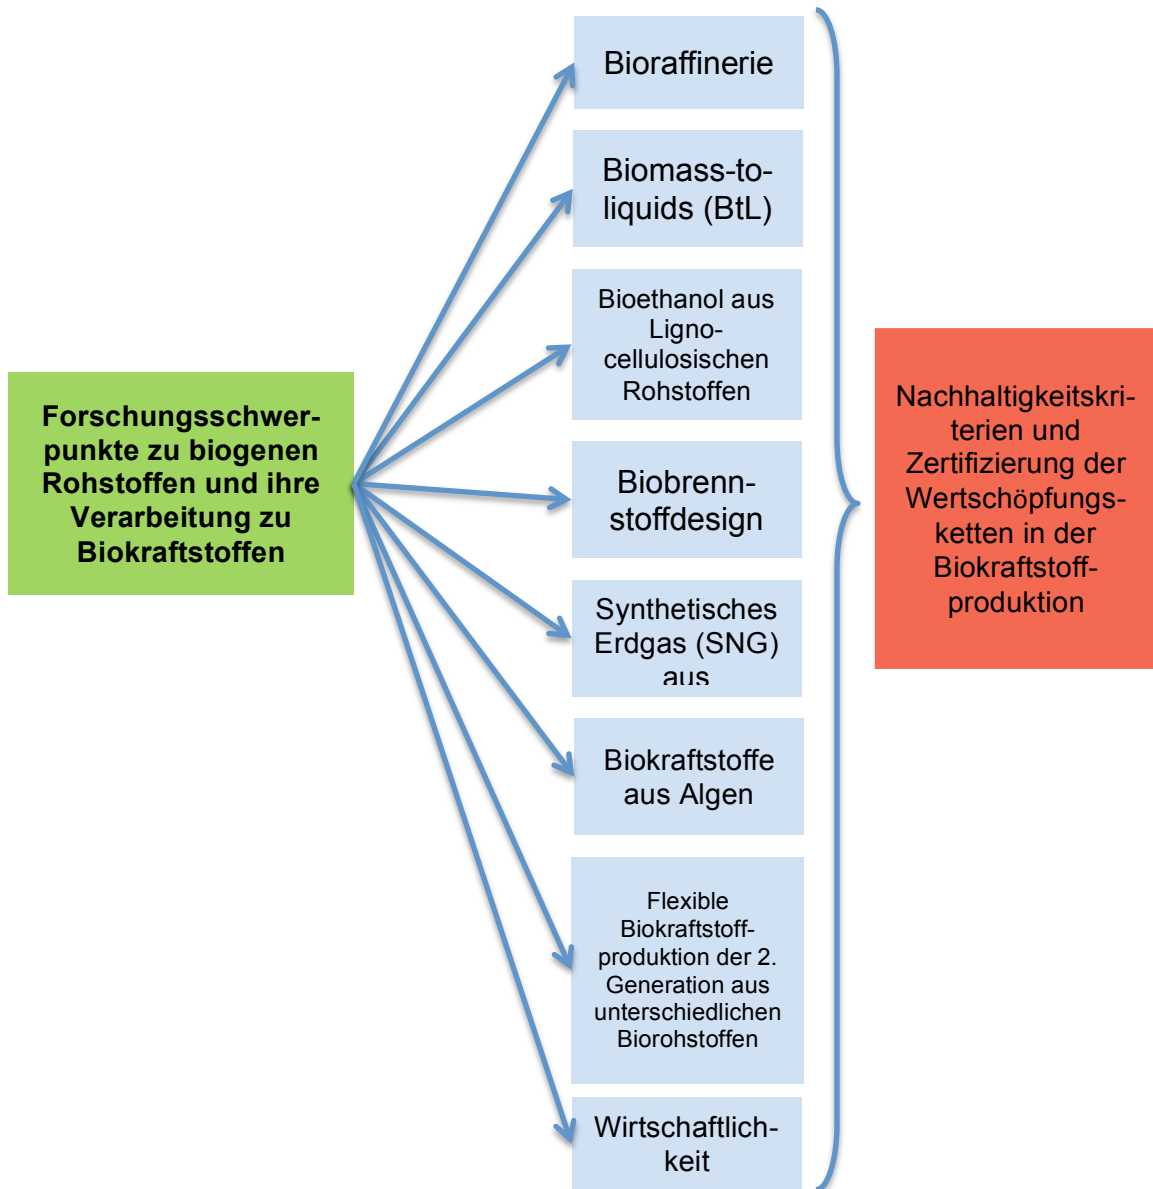 Forschungsschwer-
punkte zu biogenen
Rohstoffen und ihre
Verarbeitung zu
Biokraftstoffen
Bioraffinerie
Biomass-to-
liquids (BtL)
Bioethanol aus
Ligno-
cellulosischen
Rohstoffen
Biobrenn-
stoffdesign
Synthetisches
Erdgas (SNG)
aus
Biokraftstoffe
aus Algen
Flexible
Biokraftstoff-
produktion der 2.
Generation aus
unterschiedlichen
Biorohstoffen
Wirtschaftlich-
keit
Nachhaltigkeitskri-
terien und
Zertifizierung der
Wertschöpfungs-
ketten in der
Biokraftstoff-
produktion